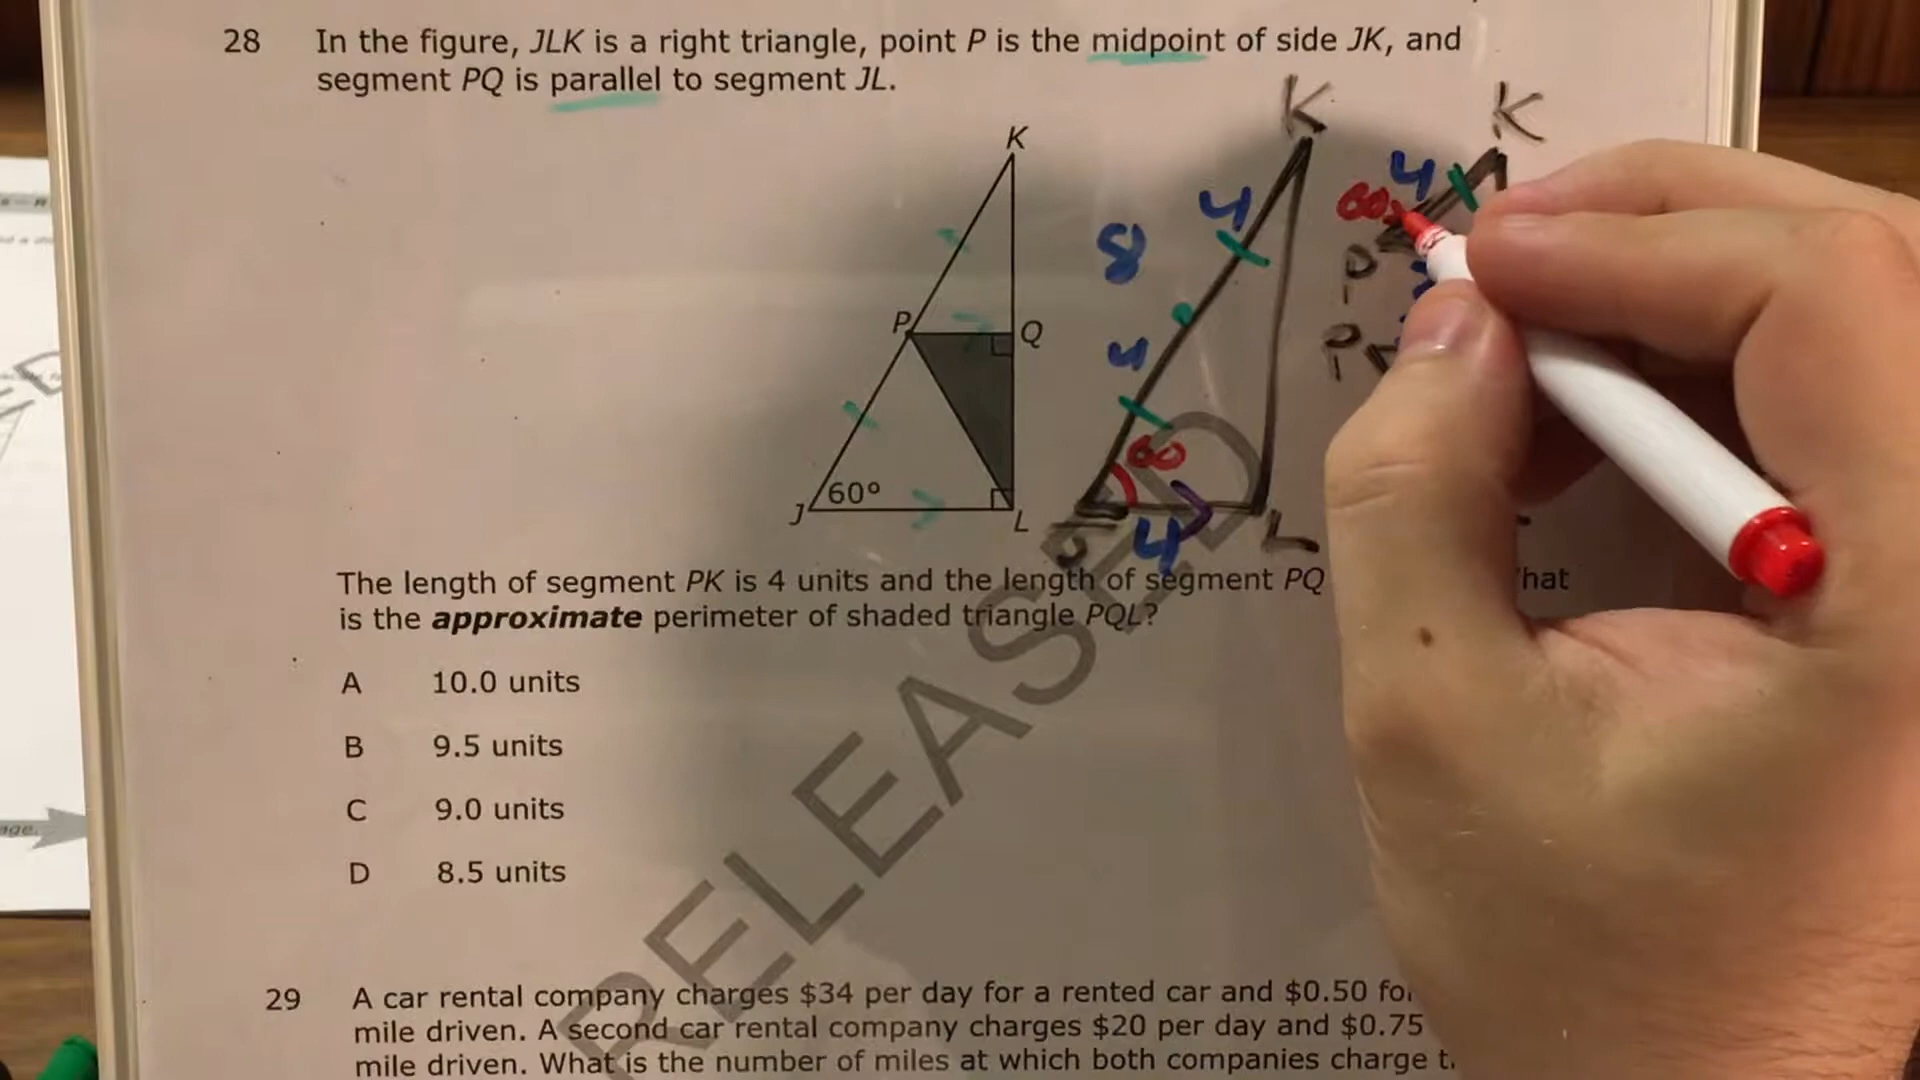 28 In the figure, JLK is a right triangle, point P is the midpoint of side JK, and
segment PQ is parallel to segment JL.
K
P
Q
J
60°
L
K
8
4
4
60
4
L
K
4
60
P
P
The length of segment PK is 4 units and the length of segment PQ
is the approximate perimeter of shaded triangle PQL?
A 10.0 units
B 9.5 units
C 9.0 units
D 8.5 units
RELEASED
29 A car rental company charges $34 per day for a rented car and $0.50
mile driven. A second car rental company charges $20 per day and $0.75
mile driven. What is the number of miles at which both companies charge